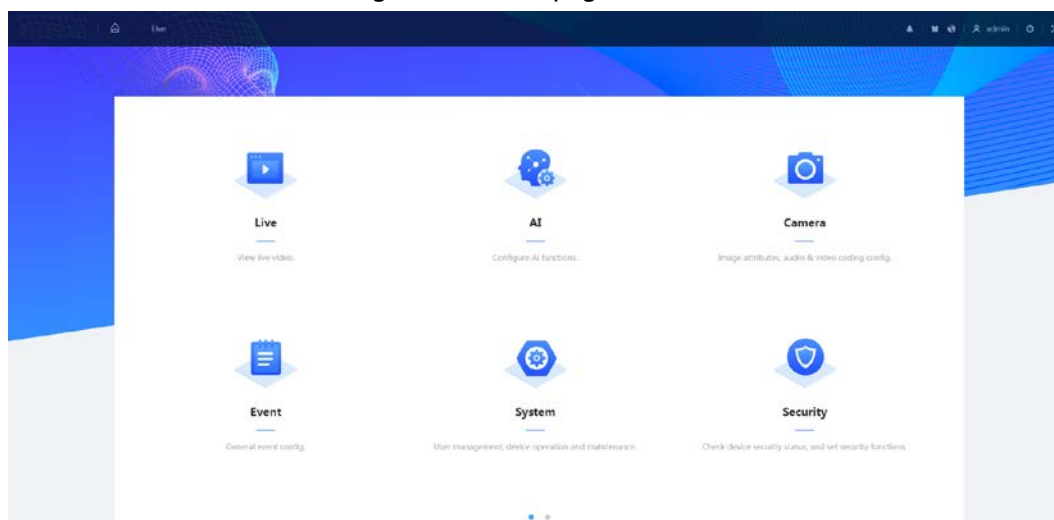 Live
admin
Live
AI
Camera
View live video.
Configure AI functions.
Image attributes, audio & video coding config.
Event
System
Security
General event config.
User management, device operation and maintenance.
Check device security status, and set security functions.